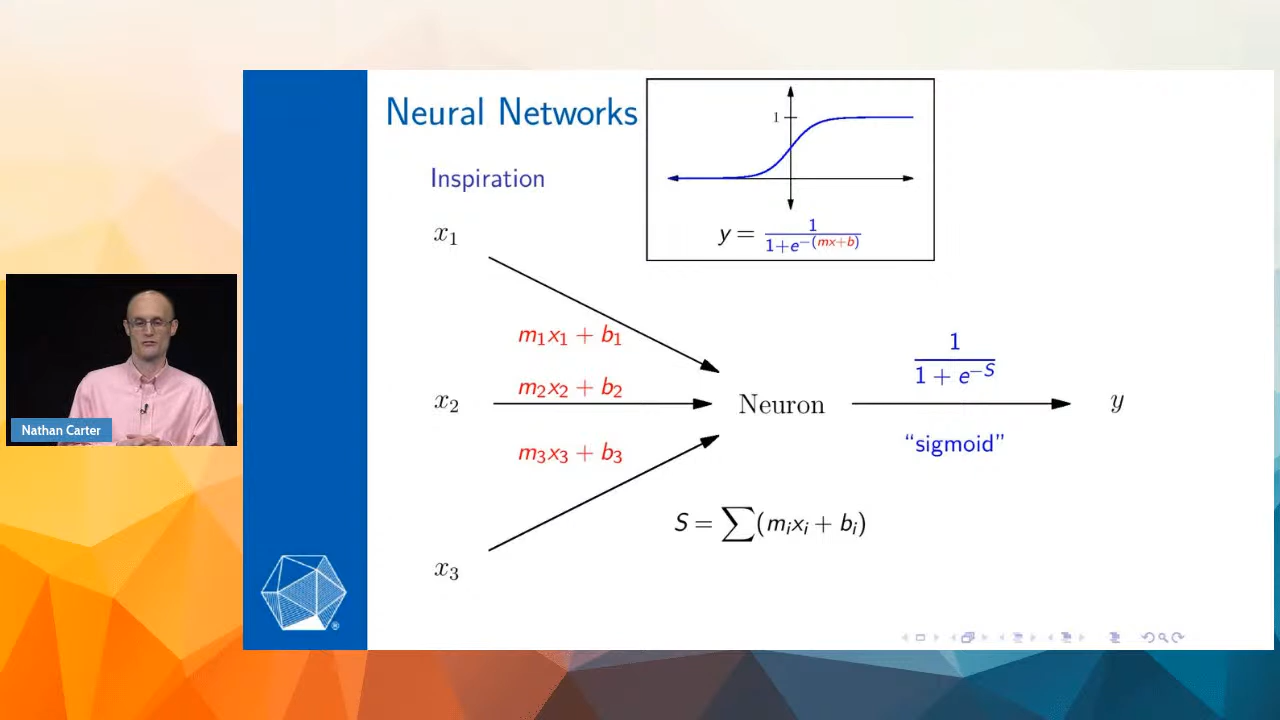 Neural Networks
Inspiration
1
y = 1/(1+e^−(mx+b))
x₁
m₁x₁ + b₁
m₂x₂ + b₂
x₂
Neuron
1/(1 + e^−S)
y
"sigmoid"
m₃x₃ + b₃
S = ∑(mᵢxᵢ + bᵢ)
x₃
Nathan Carter
®